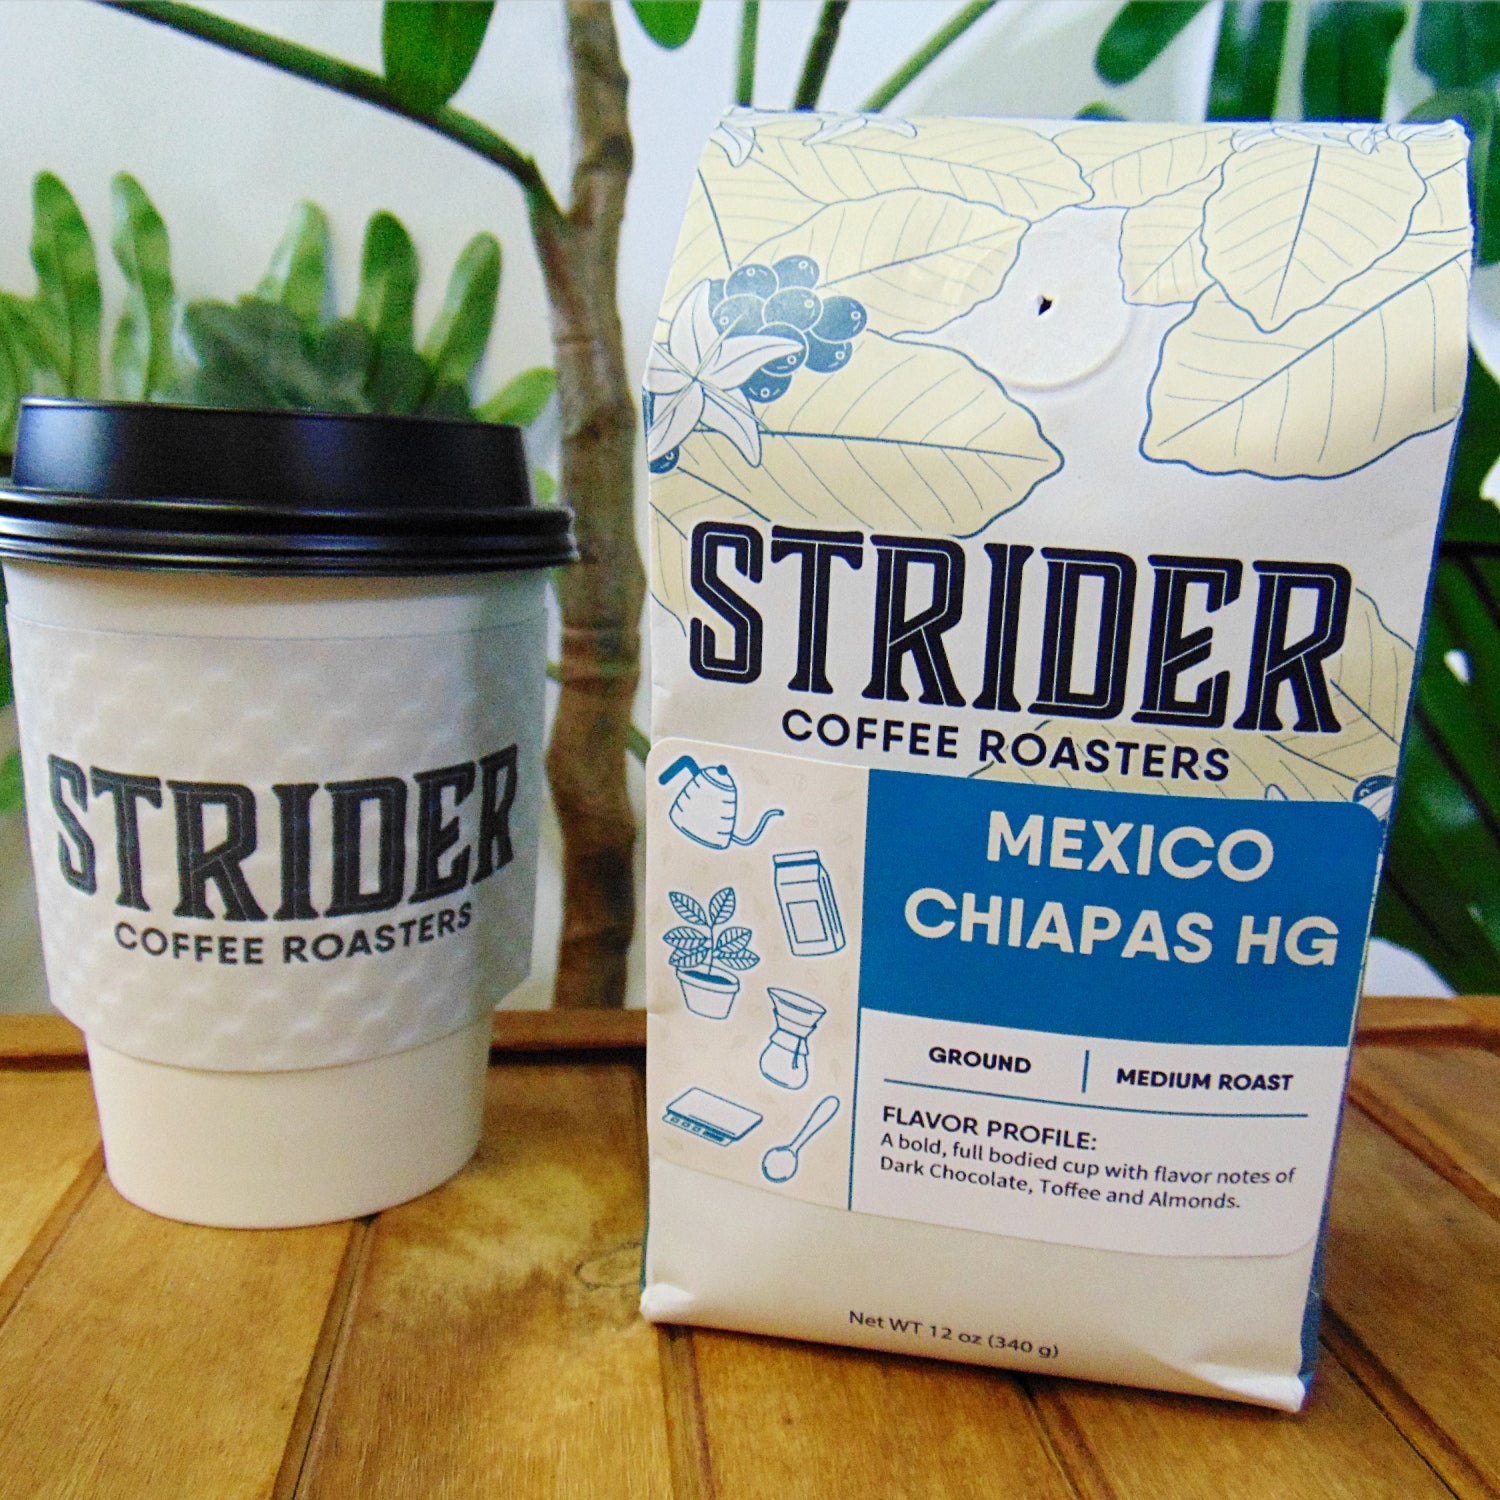 STRIDER
COFFEE ROASTERS
STRIDER
COFFEE ROASTERS
MEXICO
CHIAPAS HG
GROUND | MEDIUM ROAST
FLAVOR PROFILE:
A bold, full bodied cup with flavor notes of
Dark Chocolate, Toffee and Almonds.
Net WT 12 oz (340 g)